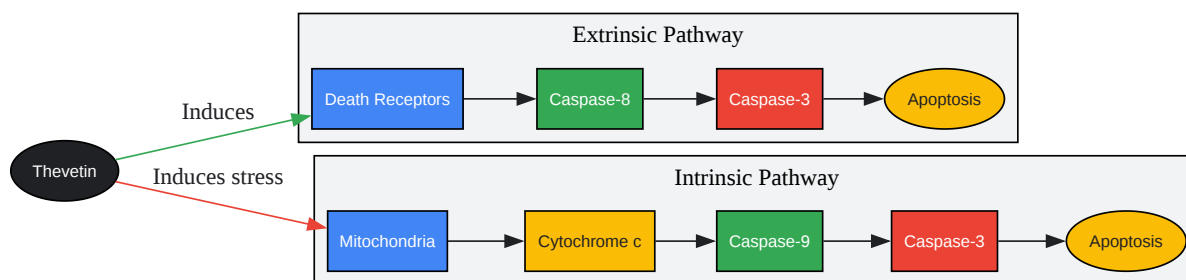 Extrinsic Pathway
Death Receptors
Caspase-8
Caspase-3
Apoptosis
Induces
Thevetin
Induces stress
Intrinsic Pathway
Mitochondria
Cytochrome c
Caspase-9
Caspase-3
Apoptosis